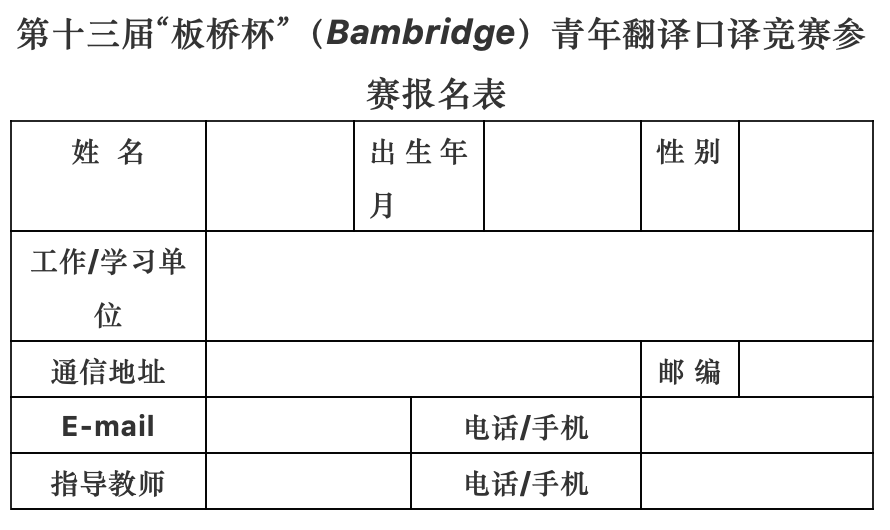 第十三届“板桥杯”（Bambridge）青年翻译口译竞赛参
赛报名表
姓 名
出生年
月
性别
工作/学习单
位
通信地址
邮编
E-mail
电话/手机
指导教师
电话/手机